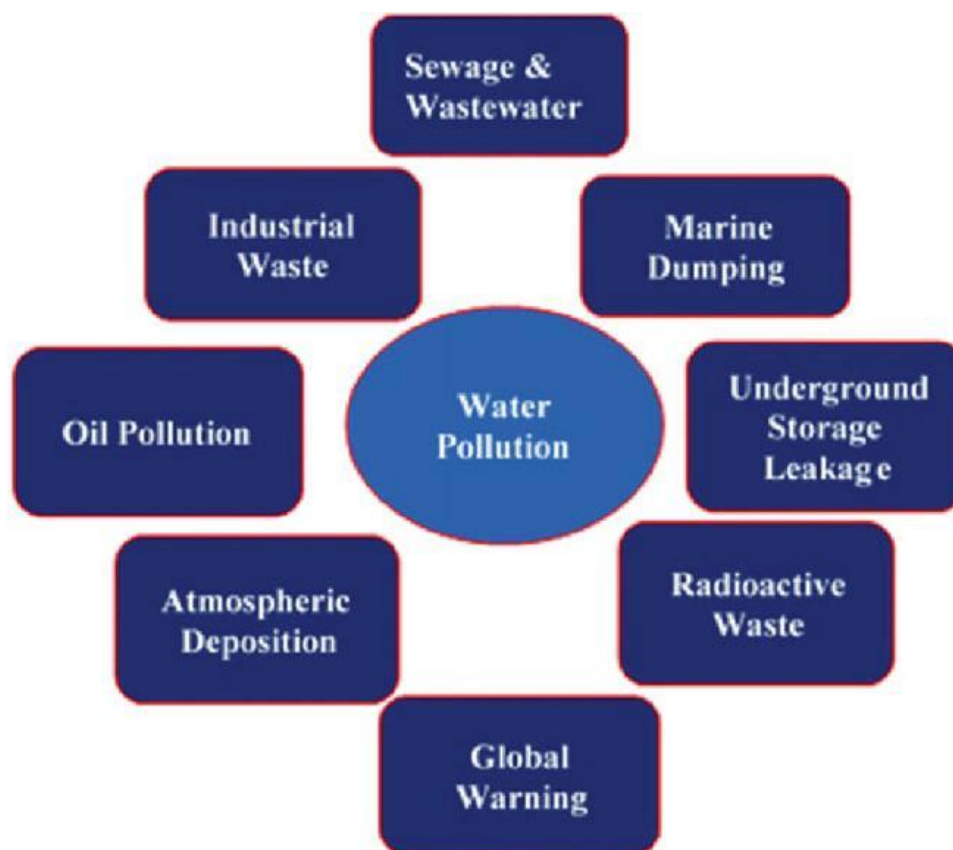 Sewage &
Wastewater
Industrial
Waste
Marine
Dumping
Oil Pollution
Water
Pollution
Underground
Storage
Leakage
Atmospheric
Deposition
Radioactive
Waste
Global
Warning